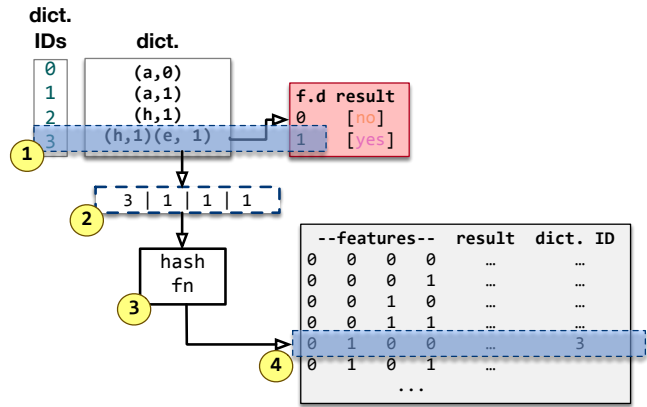 dict.
IDs dict.
0 (a,0)
1 (a,1)
2 (h,1)
3 (h,1)(e, 1)
f.d result
0 [no]
1 [yes]
1
3 | 1 | 1 | 1
2
hash
fn
3
--features-- result dict. ID
0 0 0 0 … …
0 0 0 1 … …
0 0 1 0 … …
0 0 1 1 … …
0 1 0 0 … 3
4
0 1 0 1 …
...